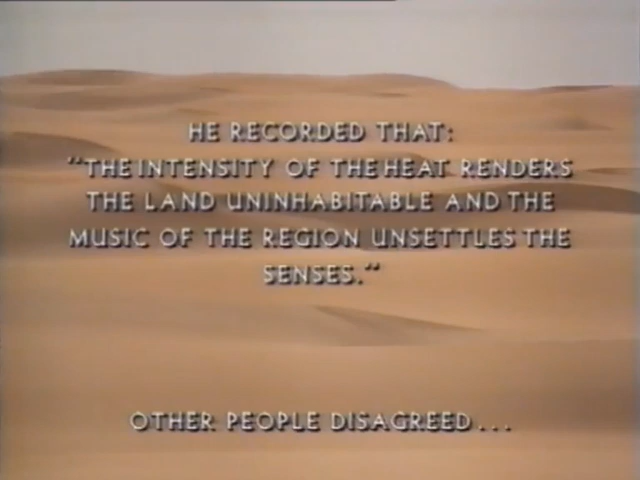 HE RECORDED THAT:
"THE INTENSITY OF THE HEAT RENDERS
THE LAND UNINHABITABLE AND THE
MUSIC OF THE REGION UNSETTLES THE
SENSES."
OTHER PEOPLE DISAGREED...